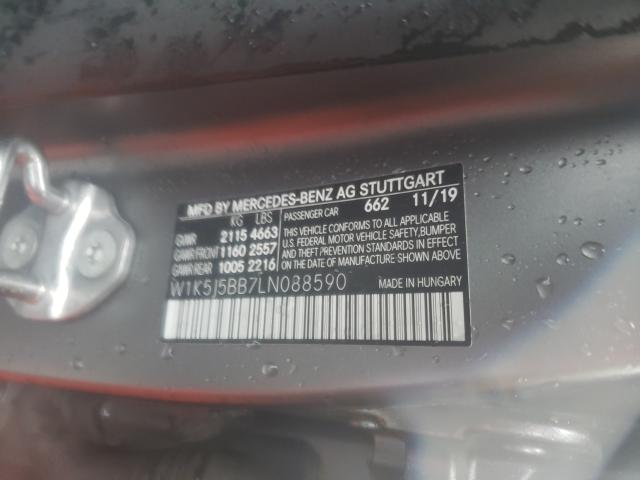 MFD BY MERCEDES-BENZ AG STUTTGART
KG LBS
GVWR 2115 4663
GAWR FRONT 1160 2557
GAWR REAR 1005 2216
PASSENGER CAR 662 11/19
THIS VEHICLE CONFORMS TO ALL APPLICABLE
U.S. FEDERAL MOTOR VEHICLE SAFETY, BUMPER
AND THEFT PREVENTION STANDARDS IN EFFECT
ON THE DATE OF MANUFACTURE SHOWN ABOVE.
W1K5J5BB7LN088590
MADE IN HUNGARY